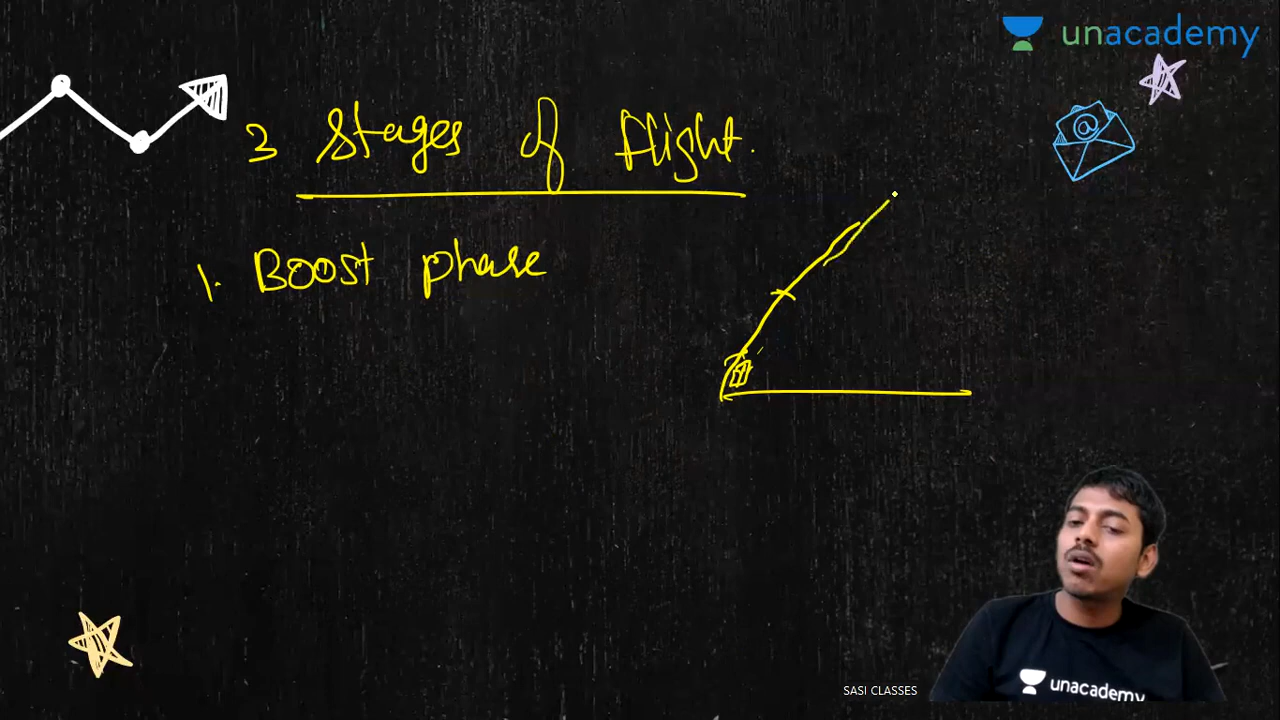 unacademy
3 Stages of flight.
@
1. Boost phase
unacademy
SASI CLASSES